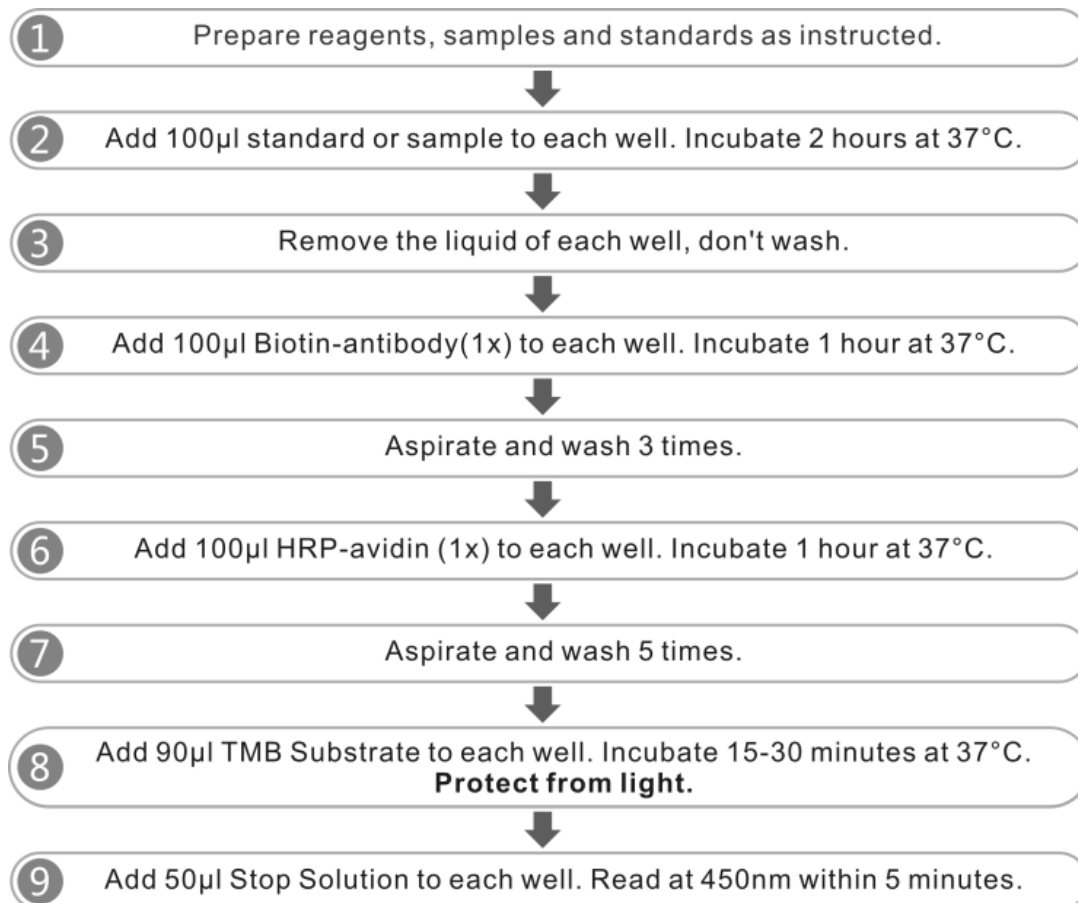 1 Prepare reagents, samples and standards as instructed.
2 Add 100µl standard or sample to each well. Incubate 2 hours at 37°C.
3 Remove the liquid of each well, don't wash.
4 Add 100µl Biotin-antibody(1x) to each well. Incubate 1 hour at 37°C.
5 Aspirate and wash 3 times.
6 Add 100µl HRP-avidin (1x) to each well. Incubate 1 hour at 37°C.
7 Aspirate and wash 5 times.
8 Add 90µl TMB Substrate to each well. Incubate 15-30 minutes at 37°C.
Protect from light.
9 Add 50µl Stop Solution to each well. Read at 450nm within 5 minutes.